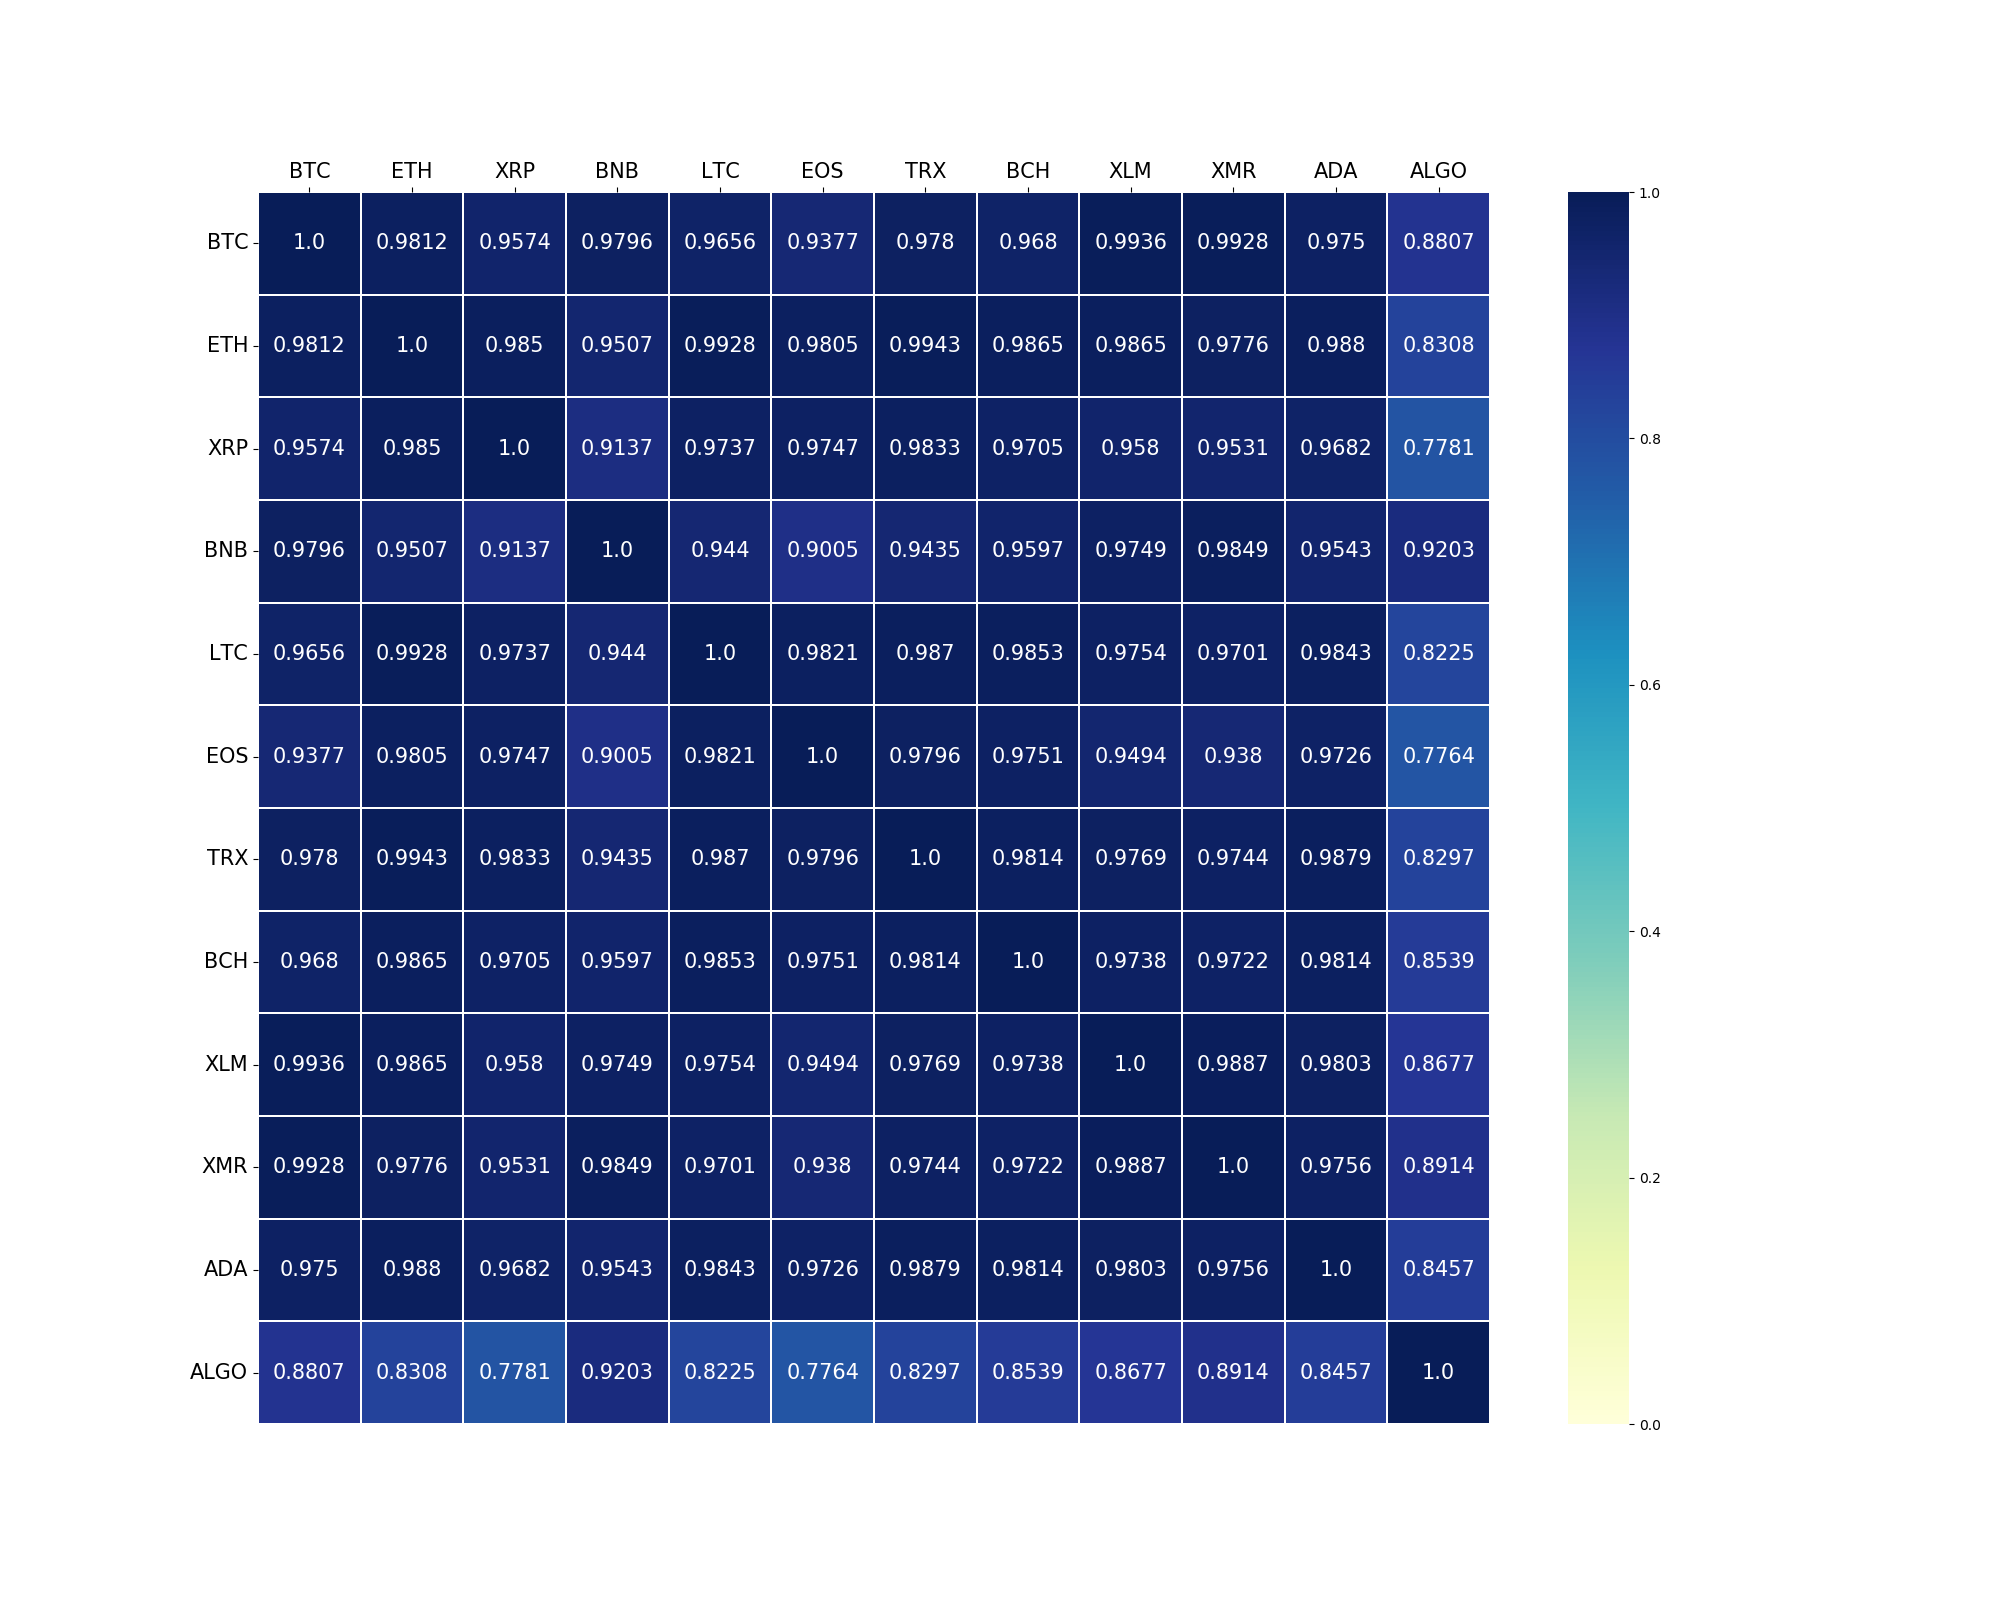 BTC ETH XRP BNB LTC EOS TRX BCH XLM XMR ADA ALGO
BTC 1.0 0.9812 0.9574 0.9796 0.9656 0.9377 0.978 0.968 0.9936 0.9928 0.975 0.8807 1.0
ETH 0.9812 1.0 0.985 0.9507 0.9928 0.9805 0.9943 0.9865 0.9865 0.9776 0.988 0.8308
XRP 0.9574 0.985 1.0 0.9137 0.9737 0.9747 0.9833 0.9705 0.958 0.9531 0.9682 0.7781 0.8
BNB 0.9796 0.9507 0.9137 1.0 0.944 0.9005 0.9435 0.9597 0.9749 0.9849 0.9543 0.9203
LTC 0.9656 0.9928 0.9737 0.944 1.0 0.9821 0.987 0.9853 0.9754 0.9701 0.9843 0.8225 0.6
EOS 0.9377 0.9805 0.9747 0.9005 0.9821 1.0 0.9796 0.9751 0.9494 0.938 0.9726 0.7764
TRX 0.978 0.9943 0.9833 0.9435 0.987 0.9796 1.0 0.9814 0.9769 0.9744 0.9879 0.8297
BCH 0.968 0.9865 0.9705 0.9597 0.9853 0.9751 0.9814 1.0 0.9738 0.9722 0.9814 0.8539 0.4
XLM 0.9936 0.9865 0.958 0.9749 0.9754 0.9494 0.9769 0.9738 1.0 0.9887 0.9803 0.8677
XMR 0.9928 0.9776 0.9531 0.9849 0.9701 0.938 0.9744 0.9722 0.9887 1.0 0.9756 0.8914 0.2
ADA 0.975 0.988 0.9682 0.9543 0.9843 0.9726 0.9879 0.9814 0.9803 0.9756 1.0 0.8457
ALGO 0.8807 0.8308 0.7781 0.9203 0.8225 0.7764 0.8297 0.8539 0.8677 0.8914 0.8457 1.0 0.0